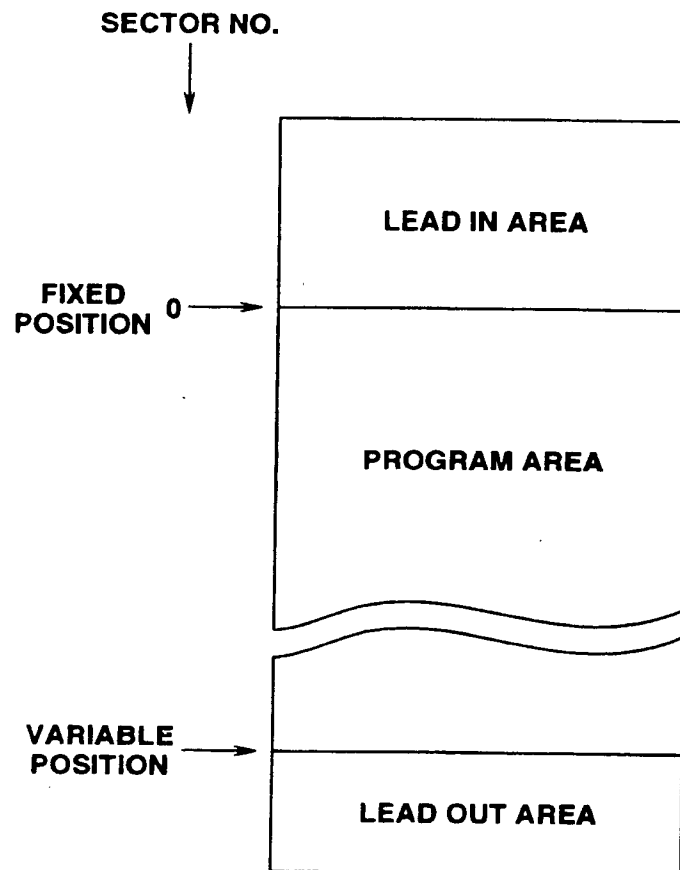 SECTOR NO.
LEAD IN AREA
FIXED
POSITION 0
PROGRAM AREA
VARIABLE
POSITION
LEAD OUT AREA